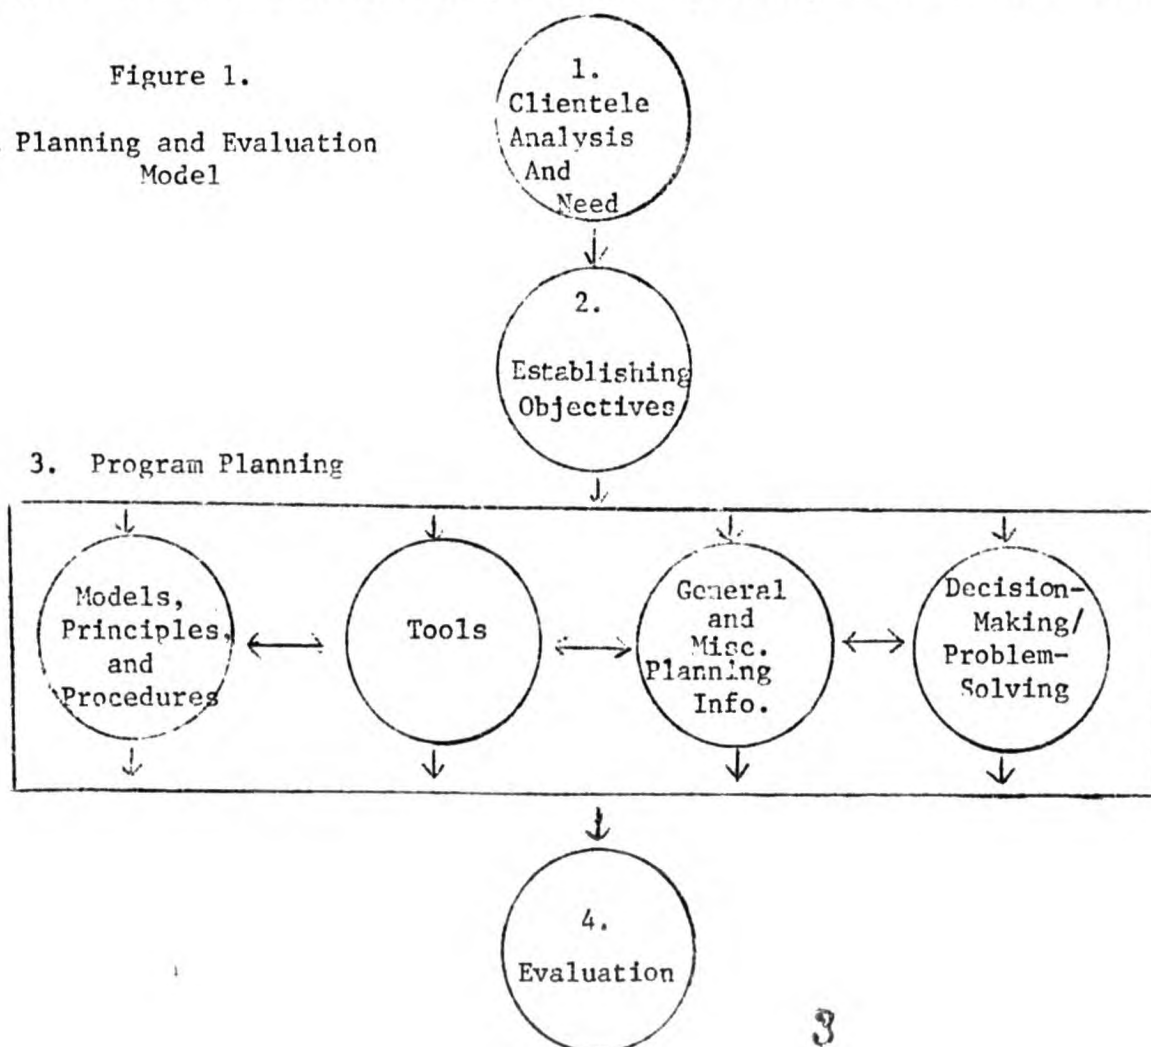 Figure 1.
Planning and Evaluation
Model
1.
Clientele
Analysis
And
Need
2.
Establishing
Objectives
3. Program Planning
Models,
Principles,
and
Procedures
Tools
General
and
Misc.
Planning
Info.
Decision-
Making/
Problem-
Solving
4.
Evaluation
3